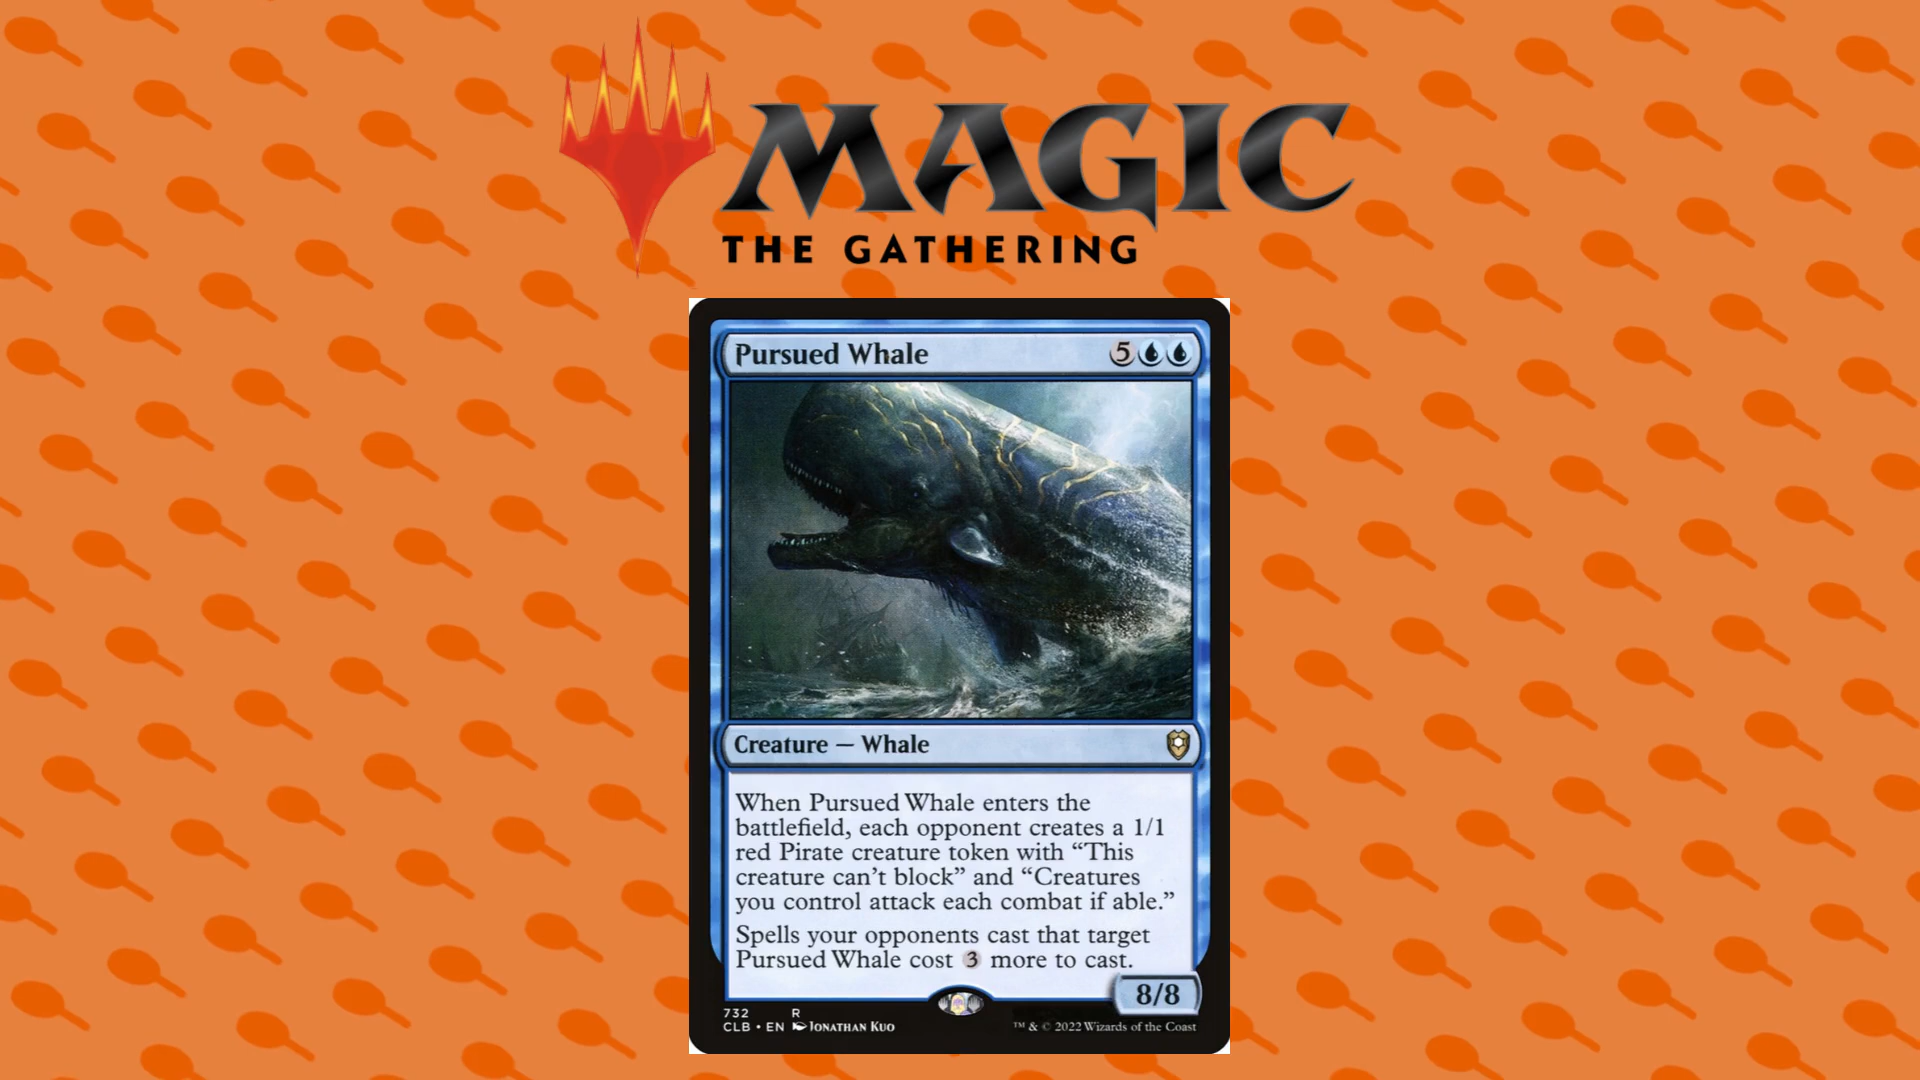 MAGIC
THE GATHERING
Pursued Whale 5
Creature — Whale
When Pursued Whale enters the
battlefield, each opponent creates a 1/1
red Pirate creature token with “This
creature can’t block” and “Creatures
you control attack each combat if able.”
Spells your opponents cast that target
Pursued Whale cost 3 more to cast.
8/8
732 R
CLB • EN Jonathan Kuo
™ & © 2022 Wizards of the Coast